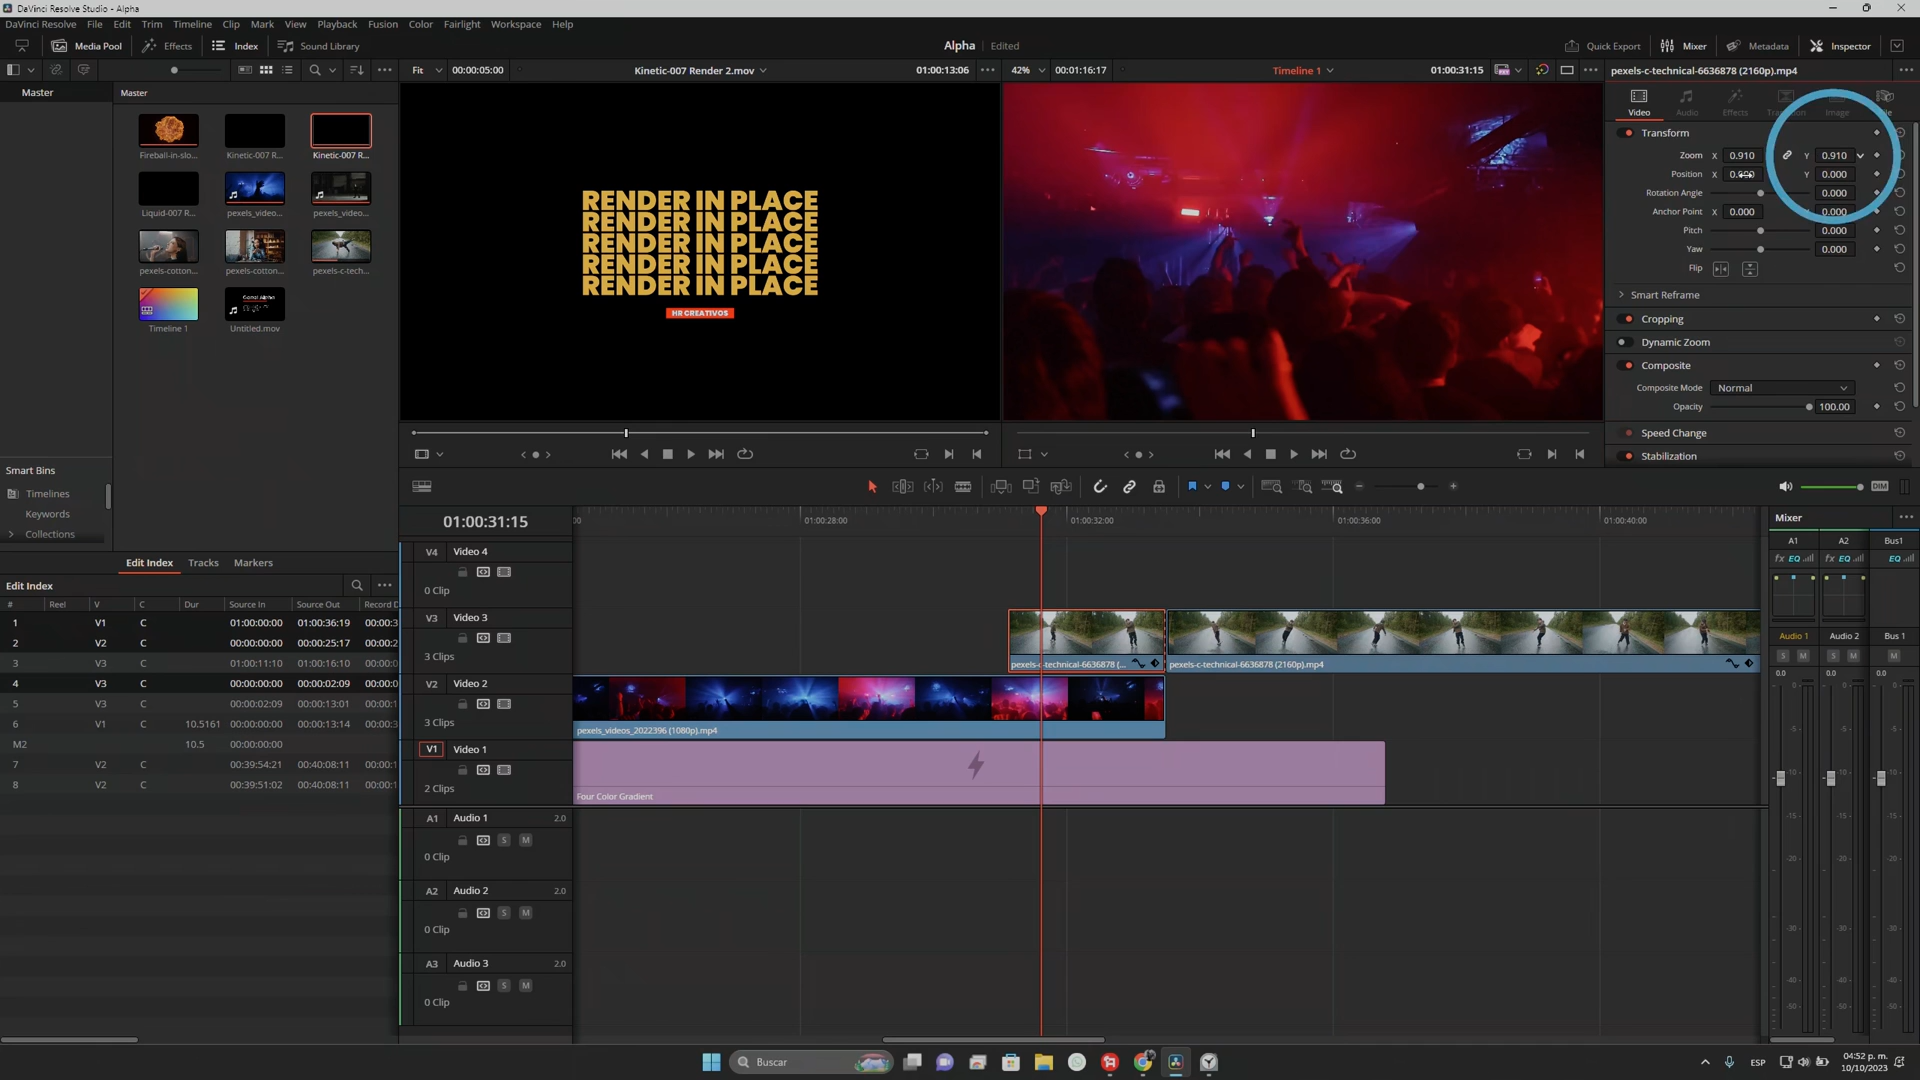 DaVinci Resolve Studio - Alpha
DaVinci Resolve File Edit Trim Timeline Clip Mark View Playback Fusion Color Fairlight Workspace Help
Media Pool Effects Index Sound Library
Alpha Edited
Quick Export Mixer Metadata Inspector
Fit 00:00:05:00 Kinetic-007 Render 2.mov 01:00:13:06
42% 00:01:16:17 Timeline 1 01:00:31:15
pexels-c-technical-6636878 (2160p).mp4
Master
Master
Fireball-in-slo...
Kinetic-007 R...
Kinetic-007 R...
Liquid-007 R...
pexels_video...
pexels_video...
pexels-cotton...
pexels-cotton...
pexels-c-tech...
Timeline 1
Untitled.mov
RENDER IN PLACE
RENDER IN PLACE
RENDER IN PLACE
RENDER IN PLACE
RENDER IN PLACE
HR CREATIVOS
Video Audio Effects Transition Image File
Transform
Zoom X 0.910 Y 0.910
Position X Y 0.000
Rotation Angle 0.000
Anchor Point X 0.000 Y 0.000
Pitch 0.000
Yaw 0.000
Flip
Smart Reframe
Cropping
Dynamic Zoom
Composite
Composite Mode Normal
Opacity 100.00
Speed Change
Stabilization
Smart Bins
Timelines
Keywords
Collections
Edit Index Tracks Markers
Edit Index
# Reel V C Dur Source In Source Out Record D
1 V1 C 01:00:00:00 01:00:36:19 00:00:3
2 V2 C 00:00:00:00 00:00:25:17 00:00:2
3 V3 C 01:00:11:10 01:00:16:10 00:00:0
4 V3 C 00:00:00:00 00:00:02:09 00:00:0
5 V3 C 00:00:02:09 00:00:13:01 00:00:1
6 V1 C 10.5161 00:00:00:00 00:00:13:14 00:00:1
M2 10.5 00:00:00:00
7 V2 C 00:39:54:21 00:40:08:11 00:00:1
8 V2 C 00:39:51:02 00:40:08:11 00:00:1
DIM
01:00:31:15
01:00:28:00 01:00:32:00 01:00:36:00 01:00:40:00
V4 Video 4
0 Clip
V3 Video 3
3 Clips
pexels-c-technical-6636878 (...
pexels-c-technical-6636878 (2160p).mp4
V2 Video 2
3 Clips
pexels_videos_2022396 (1080p).mp4
V1 Video 1
2 Clips
Four Color Gradient
A1 Audio 1 2.0
S M
0 Clip
A2 Audio 2 2.0
S M
0 Clip
A3 Audio 3 2.0
S M
0 Clip
Mixer
A1 A2 Bus1
fx EQ fx EQ EQ
Audio 1 Audio 2 Bus 1
S M S M M
0.0 0.0 0.0
Buscar
ESP
04:52 p. m.
10/10/2023